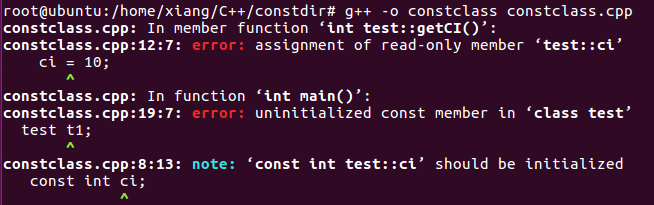 root@ubuntu:/home/xiang/C++/constdir# g++ -o constclass constclass.cpp
constclass.cpp: In member function ‘int test::getCI()’:
constclass.cpp:12:7: error: assignment of read-only member ‘test::ci’
ci = 10;
^
constclass.cpp: In function ‘int main()’:
constclass.cpp:19:7: error: uninitialized const member in ‘class test’
test t1;
^
constclass.cpp:8:13: note: ‘const int test::ci’ should be initialized
const int ci;
^